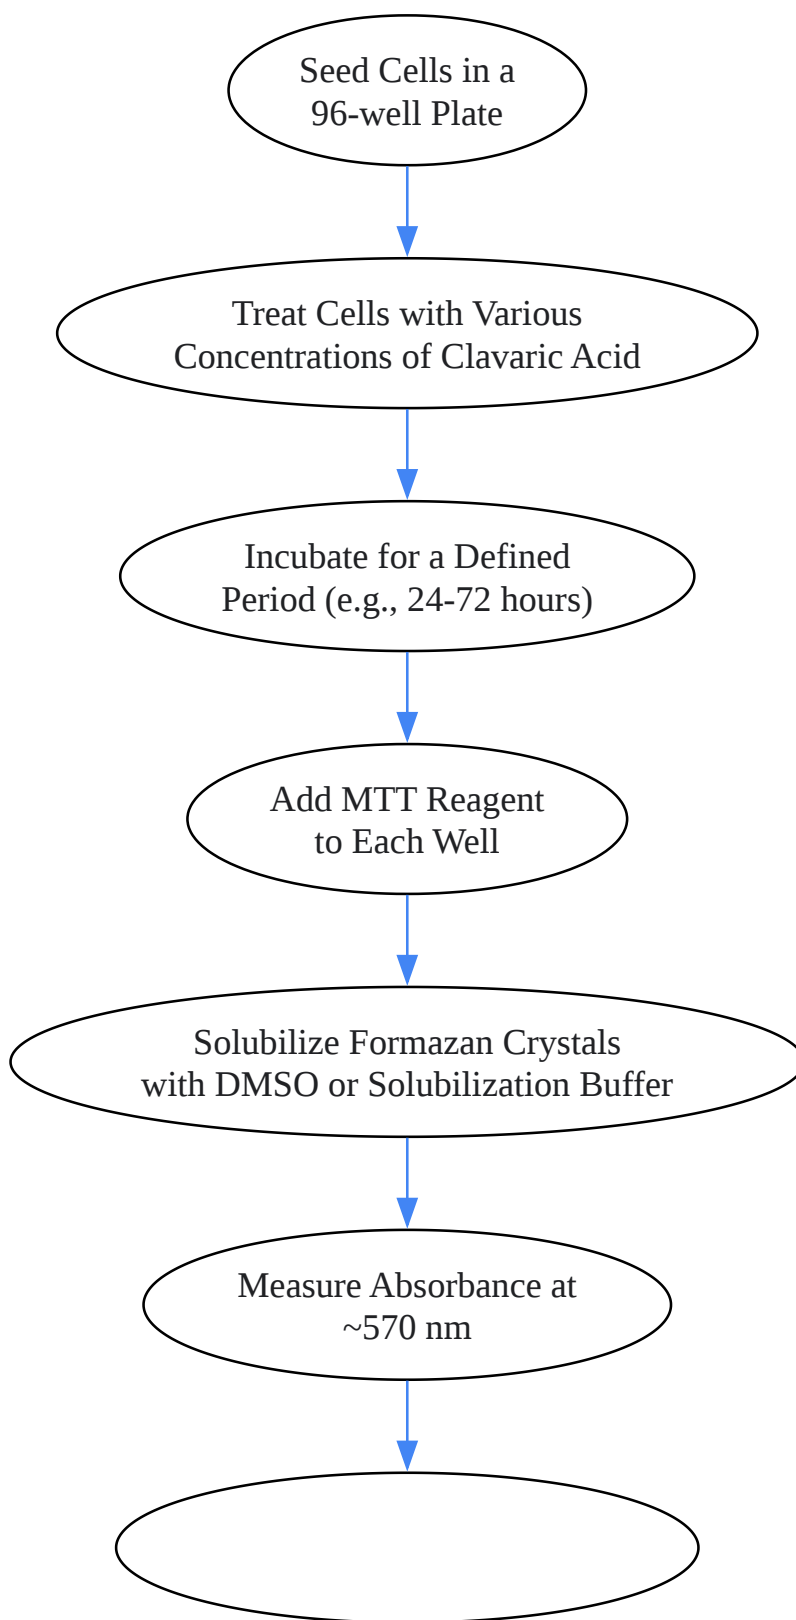 Seed Cells in a
96-well Plate
Treat Cells with Various
Concentrations of Clavaric Acid
Incubate for a Defined
Period (e.g., 24-72 hours)
Add MTT Reagent
to Each Well
Solubilize Formazan Crystals
with DMSO or Solubilization Buffer
Measure Absorbance at
~570 nm